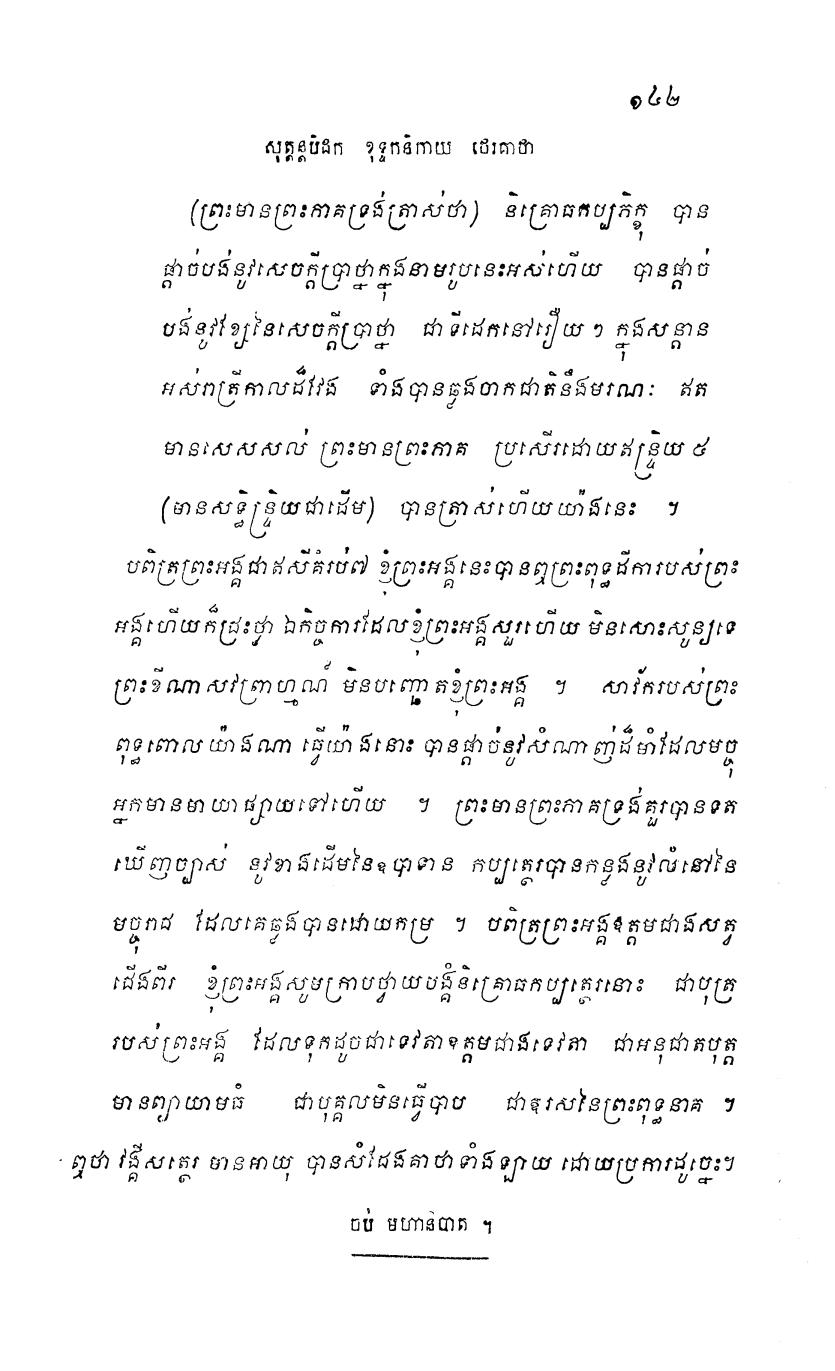 ១៤២
សុត្តន្តបិដក ខុទ្ទកនិកាយ ថេរគាថា
(ព្រះមានព្រះភាគទ្រង់ត្រាស់ថា) និគ្រោធកប្បភិក្ខុ បាន
ផ្តាច់បង់នូវសេចក្តីប្រាថ្នាក្នុងនាមរូបនេះអស់ហើយ បានផ្តាច់
បង់នូវខ្សែនៃសេចក្តីប្រាថ្នា ជាទីដេកនៅរឿយៗ ក្នុងសន្តាន
អស់រាត្រីកាលដ៏វែង ទាំងបានឆ្លងចាកជាតិនឹងមរណៈ ឥត
មានសេសសល់ ព្រះមានព្រះភាគ ប្រសើរដោយឥន្ទ្រិយ ៥
(មានសទ្ធិន្ទ្រិយជាដើម) បានត្រាស់ហើយយ៉ាងនេះ ។
បពិត្រព្រះអង្គជាឥសីគំរប់៧ ខ្ញុំព្រះអង្គនេះបានឮព្រះពុទ្ធដីការបស់ព្រះ
អង្គហើយក៏ជ្រះថ្លា ឯកិច្ចការដែលខ្ញុំព្រះអង្គសួរហើយ មិនសោះសូន្យទេ
ព្រះខីណាសវព្រាហ្មណ៍ មិនបញ្ឆោតខ្ញុំព្រះអង្គ ។ សាវ័ករបស់ព្រះ
ពុទ្ធពោលយ៉ាងណា ធ្វើយ៉ាងនោះ បានផ្តាច់នូវសំណាញ់ដ៏មាំដែលមច្ចុ
អ្នកមានមាយាផ្សាយទៅហើយ ។ ព្រះមានព្រះភាគទ្រង់គួរបានទត
ឃើញច្បាស់ នូវខាងដើមនៃឧបាទាន កប្បត្ថេរបានកន្លងនូវលំនៅនៃ
មច្ចុរាជ ដែលគេឆ្លងបានដោយកម្រ ។ បពិត្រព្រះអង្គឧត្តមជាងសត្វ
ជើងពីរ ខ្ញុំព្រះអង្គសូមក្រាបថ្វាយបង្គំនិគ្រោធកប្បត្ថេរនោះ ជាបុត្រ
របស់ព្រះអង្គ ដែលទុកដូចជាទេវតាឧត្តមជាងទេវតា ជាអនុជាតបុត្ត
មានព្យាយាមធំ ជាបុគ្គលមិនធ្វើបាប ជាឱរសនៃព្រះពុទ្ធនាគ ។
ឮថា វង្គីសត្ថេរ មានអាយុ បានសំដែងគាថាទាំងឡាយ ដោយប្រការដូច្នេះ។
ចប់ មហានិបាត ។